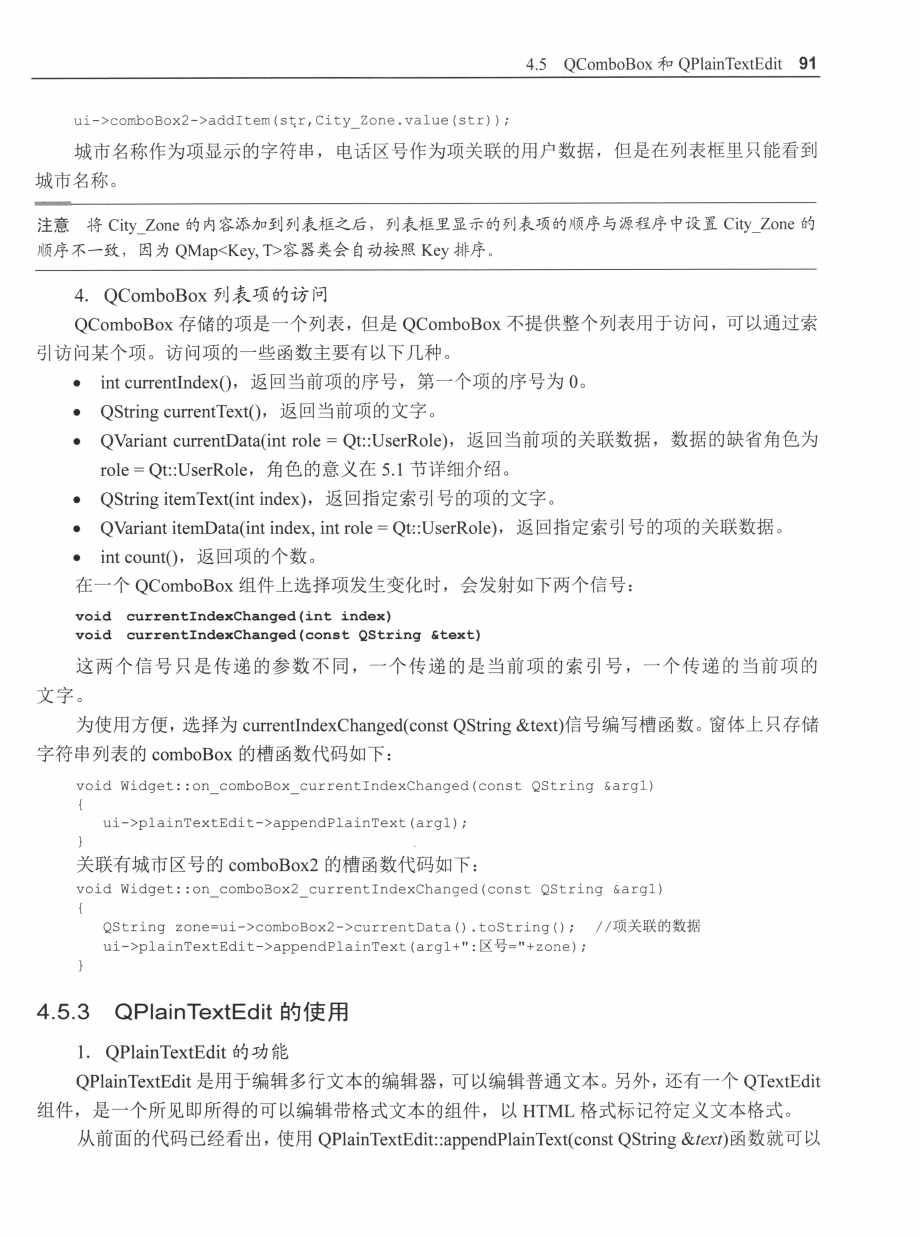 4.5 QComboBox 和 QPlainTextEdit 91
ui->comboBox2->addItem(str,City_Zone.value(str));
城市名称作为项显示的字符串，电话区号作为项关联的用户数据，但是在列表框里只能看到
城市名称。
注意 将 City_Zone 的内容添加到列表框之后，列表框里显示的列表项的顺序与源程序中设置 City_Zone 的
顺序不一致，因为 QMap<Key, T>容器类会自动按照 Key 排序。
4. QComboBox 列表项的访问
QComboBox 存储的项是一个列表，但是 QComboBox 不提供整个列表用于访问，可以通过索
引访问某个项。访问项的一些函数主要有以下几种。
• int currentIndex()，返回当前项的序号，第一个项的序号为 0。
• QString currentText()，返回当前项的文字。
• QVariant currentData(int role = Qt::UserRole)，返回当前项的关联数据，数据的缺省角色为
role = Qt::UserRole，角色的意义在 5.1 节详细介绍。
• QString itemText(int index)，返回指定索引号的项的文字。
• QVariant itemData(int index, int role = Qt::UserRole)，返回指定索引号的项的关联数据。
• int count()，返回项的个数。
在一个 QComboBox 组件上选择项发生变化时，会发射如下两个信号：
void currentIndexChanged(int index)
void currentIndexChanged(const QString &text)
这两个信号只是传递的参数不同，一个传递的是当前项的索引号，一个传递的当前项的
文字。
为使用方便，选择为 currentIndexChanged(const QString &text)信号编写槽函数。窗体上只存储
字符串列表的 comboBox 的槽函数代码如下：
void Widget::on_comboBox_currentIndexChanged(const QString &arg1)
{
ui->plainTextEdit->appendPlainText(arg1);
}
关联有城市区号的 comboBox2 的槽函数代码如下：
void Widget::on_comboBox2_currentIndexChanged(const QString &arg1)
{
QString zone=ui->comboBox2->currentData().toString(); //项关联的数据
ui->plainTextEdit->appendPlainText(arg1+":区号="+zone);
}
4.5.3 QPlainTextEdit 的使用
1. QPlainTextEdit 的功能
QPlainTextEdit 是用于编辑多行文本的编辑器，可以编辑普通文本。另外，还有一个 QTextEdit
组件，是一个所见即所得的可以编辑带格式文本的组件，以 HTML 格式标记符定义文本格式。
从前面的代码已经看出，使用 QPlainTextEdit::appendPlainText(const QString &text)函数就可以